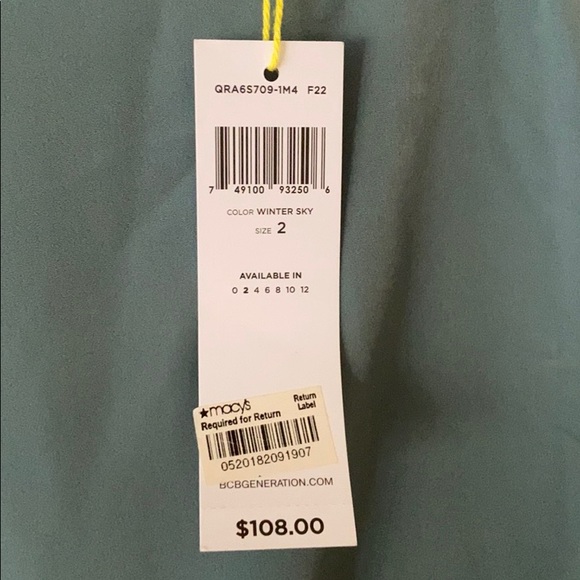 QRA6S709-1M4 F22
7 49100 93250 6
COLOR WINTER SKY
SIZE 2
AVAILABLE IN
0 2 4 6 8 10 12
★macy's Return Label
Required for Return
0520182091907
BCBGENERATION.COM
$108.00